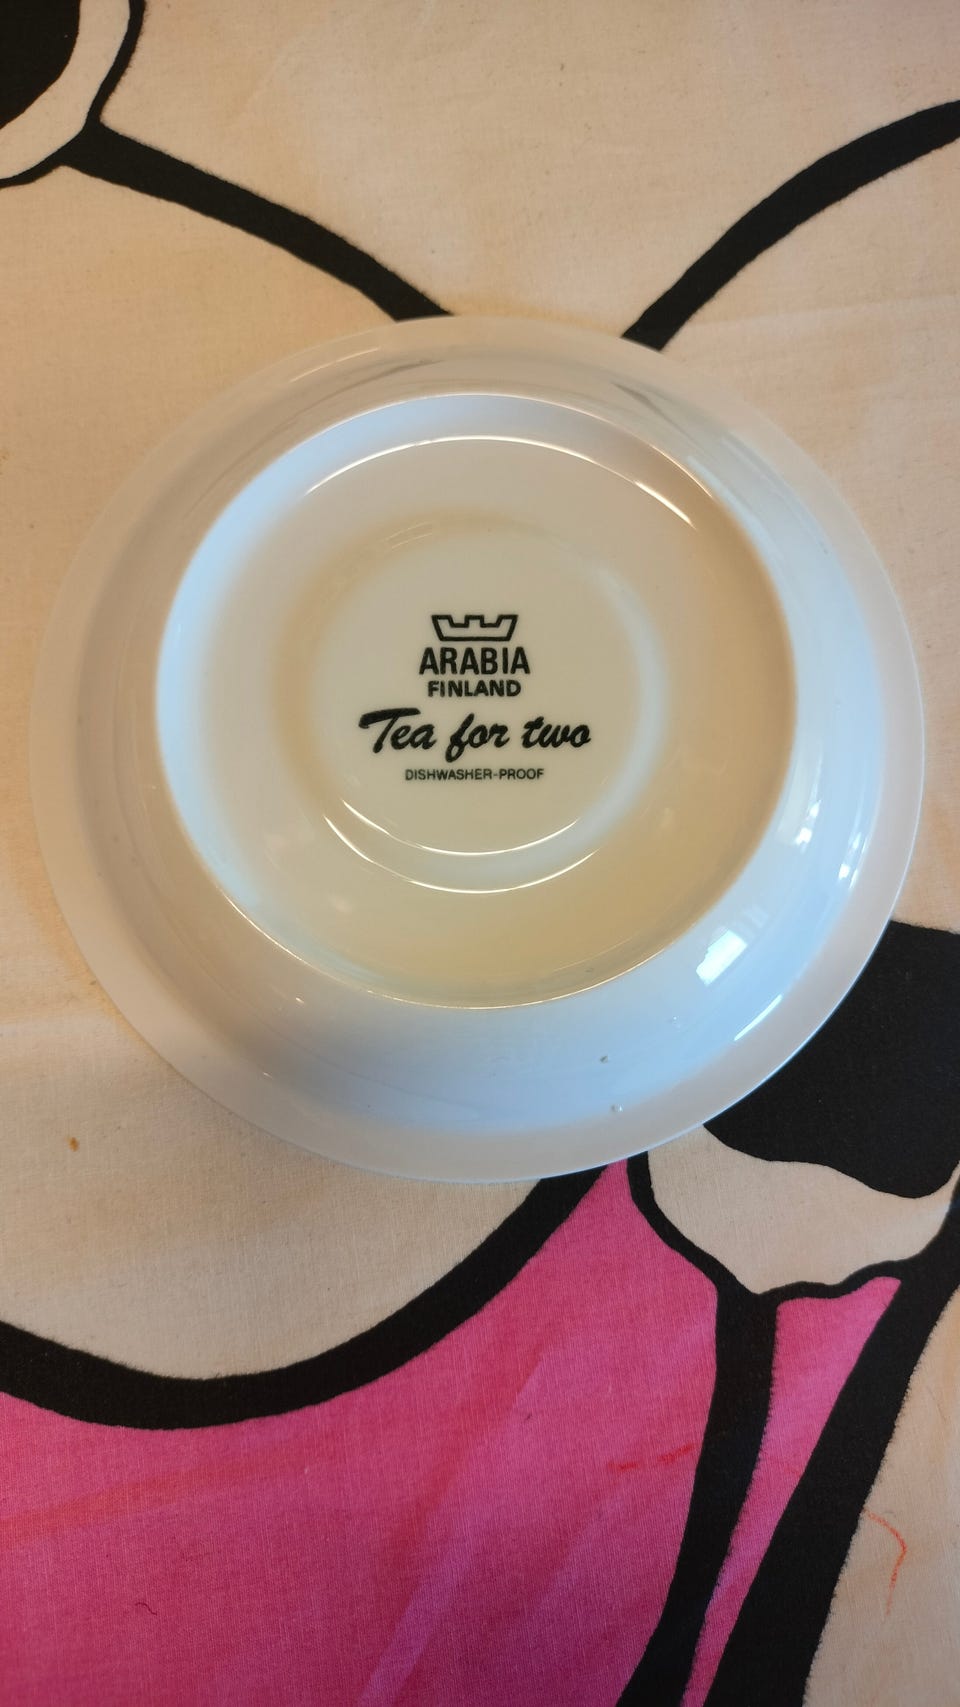 ARABIA
FINLAND
Tea for two
DISHWASHER-PROOF